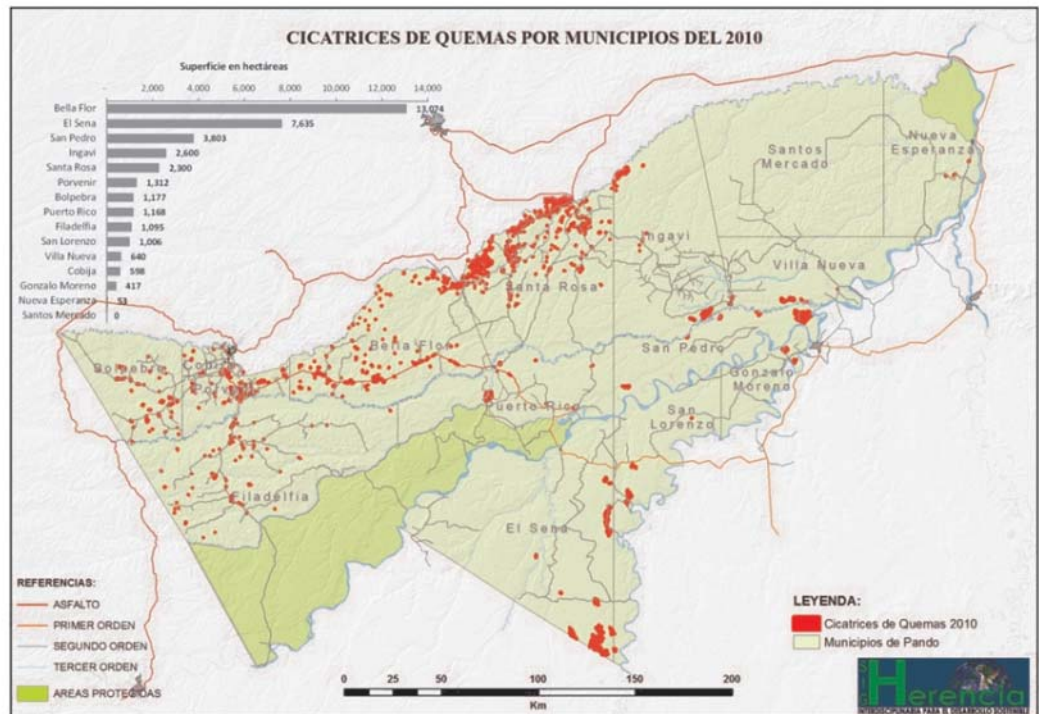 CICATRICES DE QUEMAS POR MUNICIPIOS DEL 2010
Superficie en hectáreas
2,000 4,000 6,000 8,000 10,000 12,000 14,000
Bella Flor 13,074
El Sena 7,635
San Pedro 3,803
Ingavi 2,600
Santa Rosa 2,300
Porvenir 1,312
Bolpebra 1,177
Puerto Rico 1,168
Filadelfia 1,095
San Lorenzo 1,006
Villa Nueva 640
Cobija 598
Gonzalo Moreno 417
Nueva Esperanza 53
Santos Mercado 0
Nueva
Esperanza
Santos
Mercado
Ingavi
Villa Nueva
Santa Rosa
Bella Flor
San Pedro
Gonzalo
Moreno
Bolpebra
Cobija
Porvenir
Puerto Rico
San
Lorenzo
Filadelfia
El Sena
REFERENCIAS:
ASFALTO
PRIMER ORDEN
SEGUNDO ORDEN
TERCER ORDEN
AREAS PROTEGIDAS
0 50 100 150 200
Km
LEYENDA:
Cicatrices de Quemas 2010
Municipios de Pando
Herencia
INTERDISCIPLINARIA PARA EL DESARROLLO SOSTENIBLE